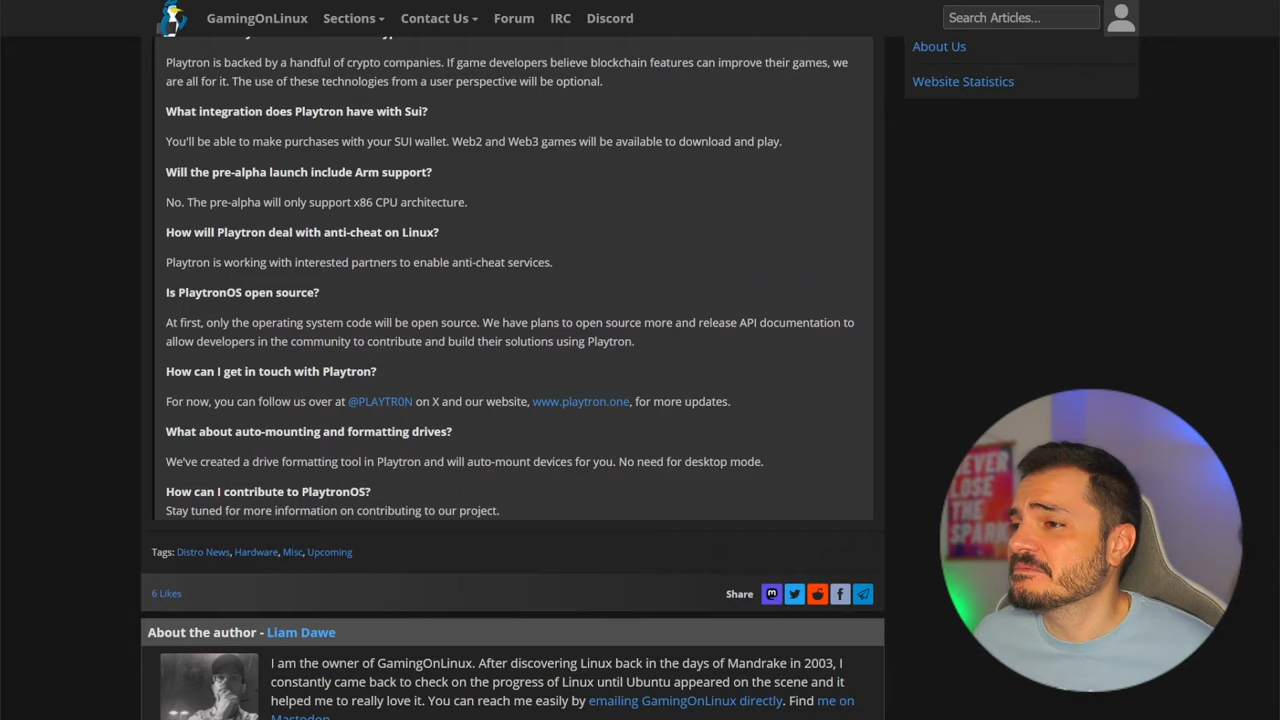 GamingOnLinux Sections Contact Us Forum IRC Discord Search Articles...
Playtron is backed by a handful of crypto companies. If game developers believe blockchain features can improve their games, we
are all for it. The use of these technologies from a user perspective will be optional.
What integration does Playtron have with Sui?
You'll be able to make purchases with your SUI wallet. Web2 and Web3 games will be available to download and play.
Will the pre-alpha launch include Arm support?
No. The pre-alpha will only support x86 CPU architecture.
How will Playtron deal with anti-cheat on Linux?
Playtron is working with interested partners to enable anti-cheat services.
Is PlaytronOS open source?
At first, only the operating system code will be open source. We have plans to open source more and release API documentation to
allow developers in the community to contribute and build their solutions using Playtron.
How can I get in touch with Playtron?
For now, you can follow us over at @PLAYTR0N on X and our website, www.playtron.one, for more updates.
What about auto-mounting and formatting drives?
We've created a drive formatting tool in Playtron and will auto-mount devices for you. No need for desktop mode.
How can I contribute to PlaytronOS?
Stay tuned for more information on contributing to our project.
Tags: Distro News, Hardware, Misc, Upcoming
6 Likes
Share
About the author - Liam Dawe
I am the owner of GamingOnLinux. After discovering Linux back in the days of Mandrake in 2003, I
constantly came back to check on the progress of Linux until Ubuntu appeared on the scene and it
helped me to really love it. You can reach me easily by emailing GamingOnLinux directly. Find me on
Mastodon
About Us
Website Statistics
NEVER
LOSE
THE
SPARK